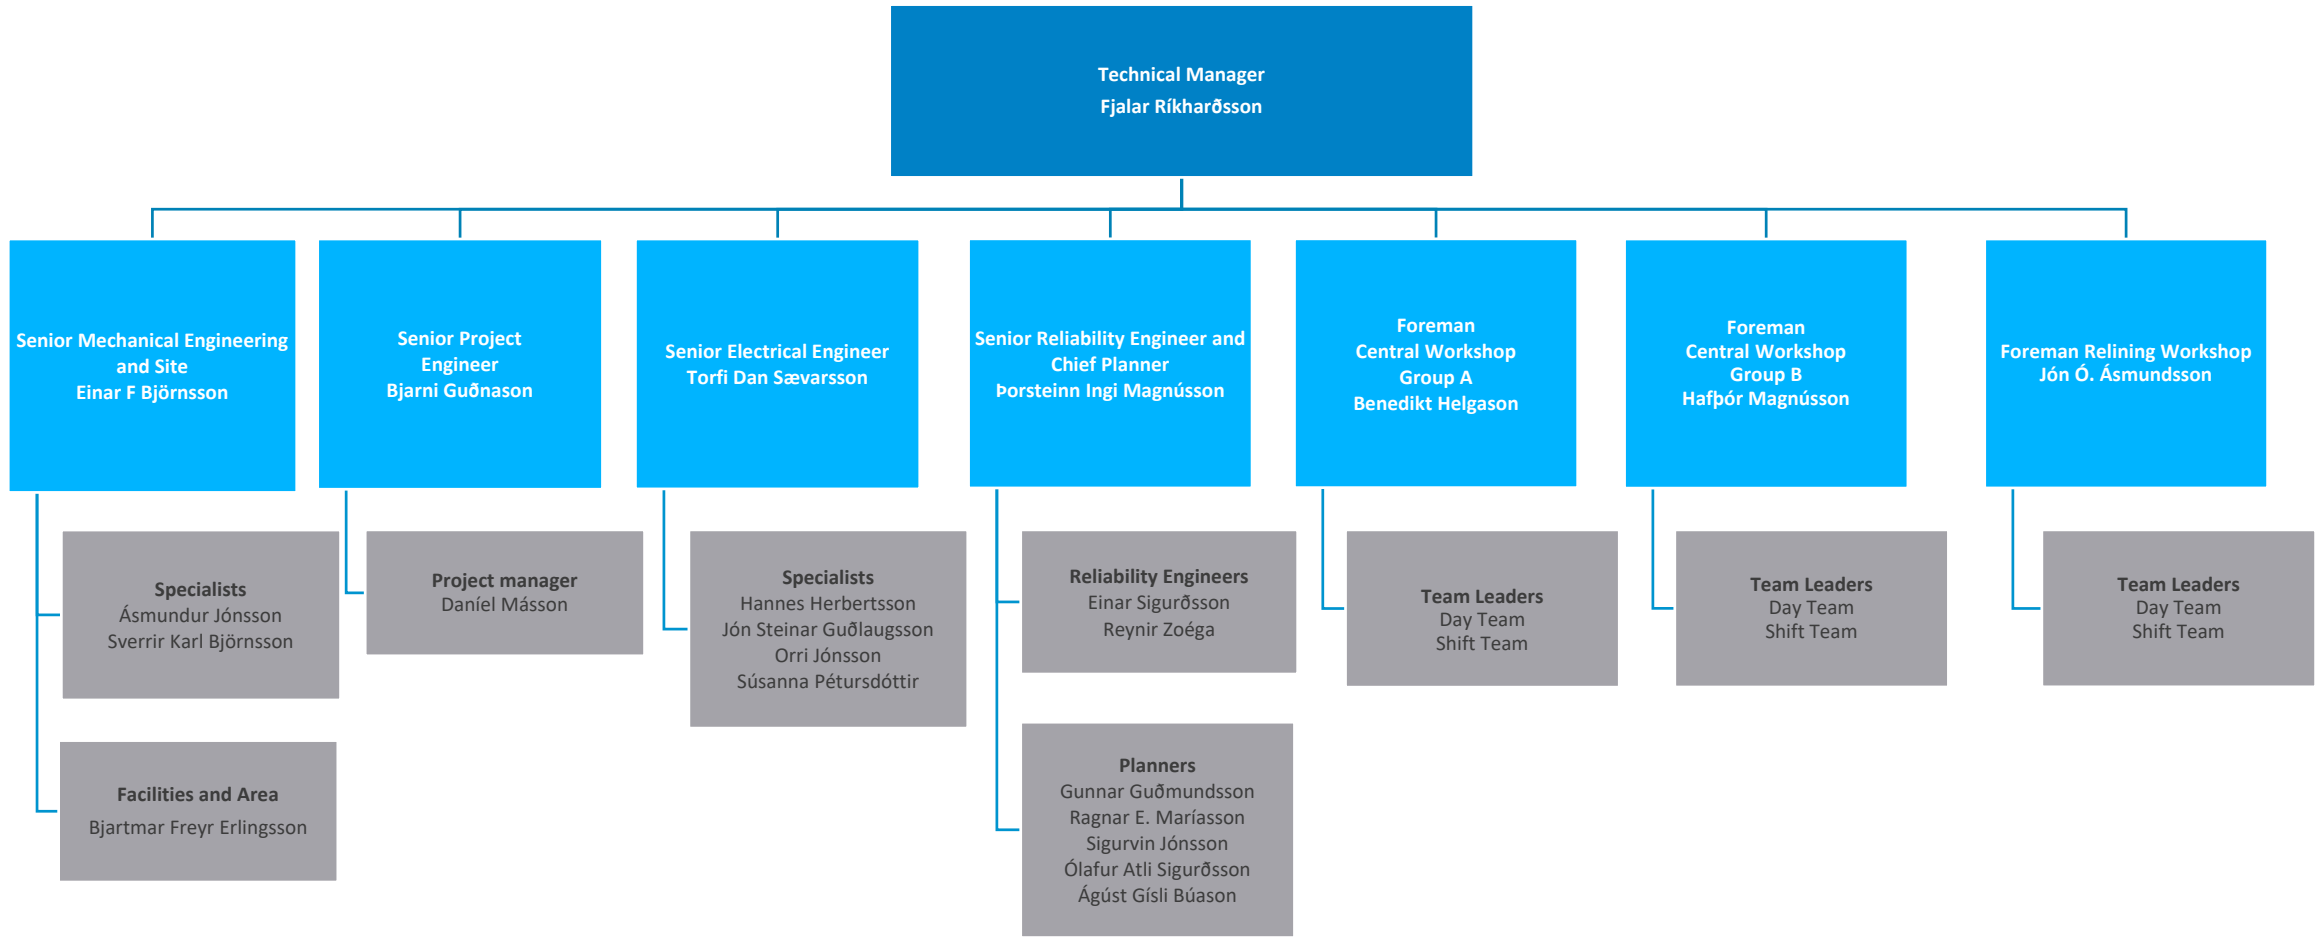 Technical Manager
Fjalar Ríkharðsson
Senior Mechanical Engineering
and Site
Einar F Björnsson
Senior Project
Engineer
Bjarni Guðnason
Senior Electrical Engineer
Torfi Dan Sævarsson
Senior Reliability Engineer and
Chief Planner
Þorsteinn Ingi Magnússon
Foreman
Central Workshop
Group A
Benedikt Helgason
Foreman
Central Workshop
Group B
Hafþór Magnússon
Foreman Relining Workshop
Jón Ó. Ásmundsson
Specialists
Ásmundur Jónsson
Sverrir Karl Björnsson
Facilities and Area
Bjartmar Freyr Erlingsson
Project manager
Daníel Másson
Specialists
Hannes Herbertsson
Jón Steinar Guðlaugsson
Orri Jónsson
Súsanna Pétursdóttir
Reliability Engineers
Einar Sigurðsson
Reynir Zoéga
Planners
Gunnar Guðmundsson
Ragnar E. Maríasson
Sigurvin Jónsson
Ólafur Atli Sigurðsson
Ágúst Gísli Búason
Team Leaders
Day Team
Shift Team
Team Leaders
Day Team
Shift Team
Team Leaders
Day Team
Shift Team